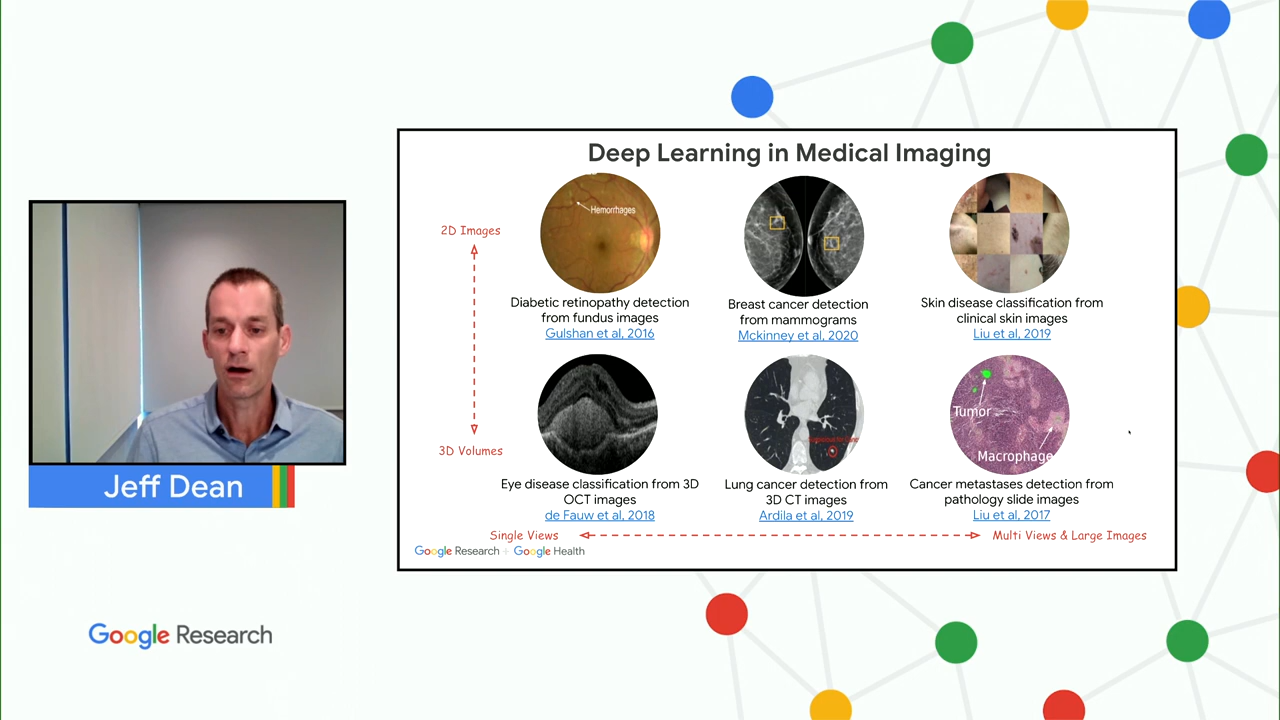 Deep Learning in Medical Imaging
2D Images
Hemorrhages
Diabetic retinopathy detection
from fundus images
Gulshan et al, 2016
Breast cancer detection
from mammograms
Mckinney et al, 2020
Skin disease classification from
clinical skin images
Liu et al, 2019
3D Volumes
Eye disease classification from 3D
OCT images
de Fauw et al, 2018
Lung cancer detection from
3D CT images
Ardila et al, 2019
Tumor
Macrophage
Cancer metastases detection from
pathology slide images
Liu et al, 2017
Single Views
Multi Views & Large Images
Google Research + Google Health
Jeff Dean
Google Research